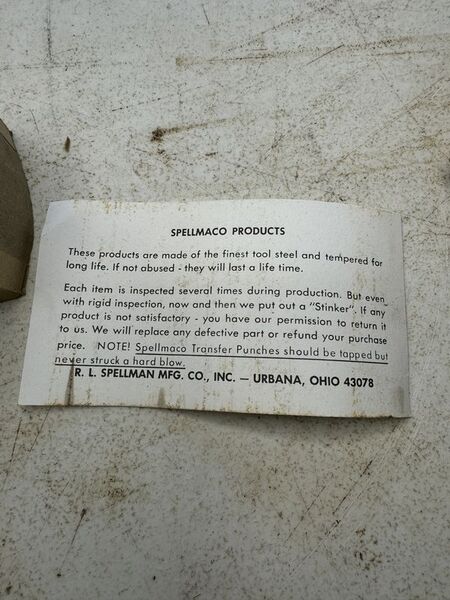 SPELLMACO PRODUCTS
These products are made of the finest tool steel and tempered for
long life. If not abused - they will last a life time.
Each item is inspected several times during production. But even
with rigid inspection, now and then we put out a "Stinker". If any
product is not satisfactory - you have our permission to return it
to us. We will replace any defective part or refund your purchase
price. NOTE! Spellmaco Transfer Punches should be tapped but
never struck a hard blow.
R. L. SPELLMAN MFG. CO., INC. — URBANA, OHIO 43078